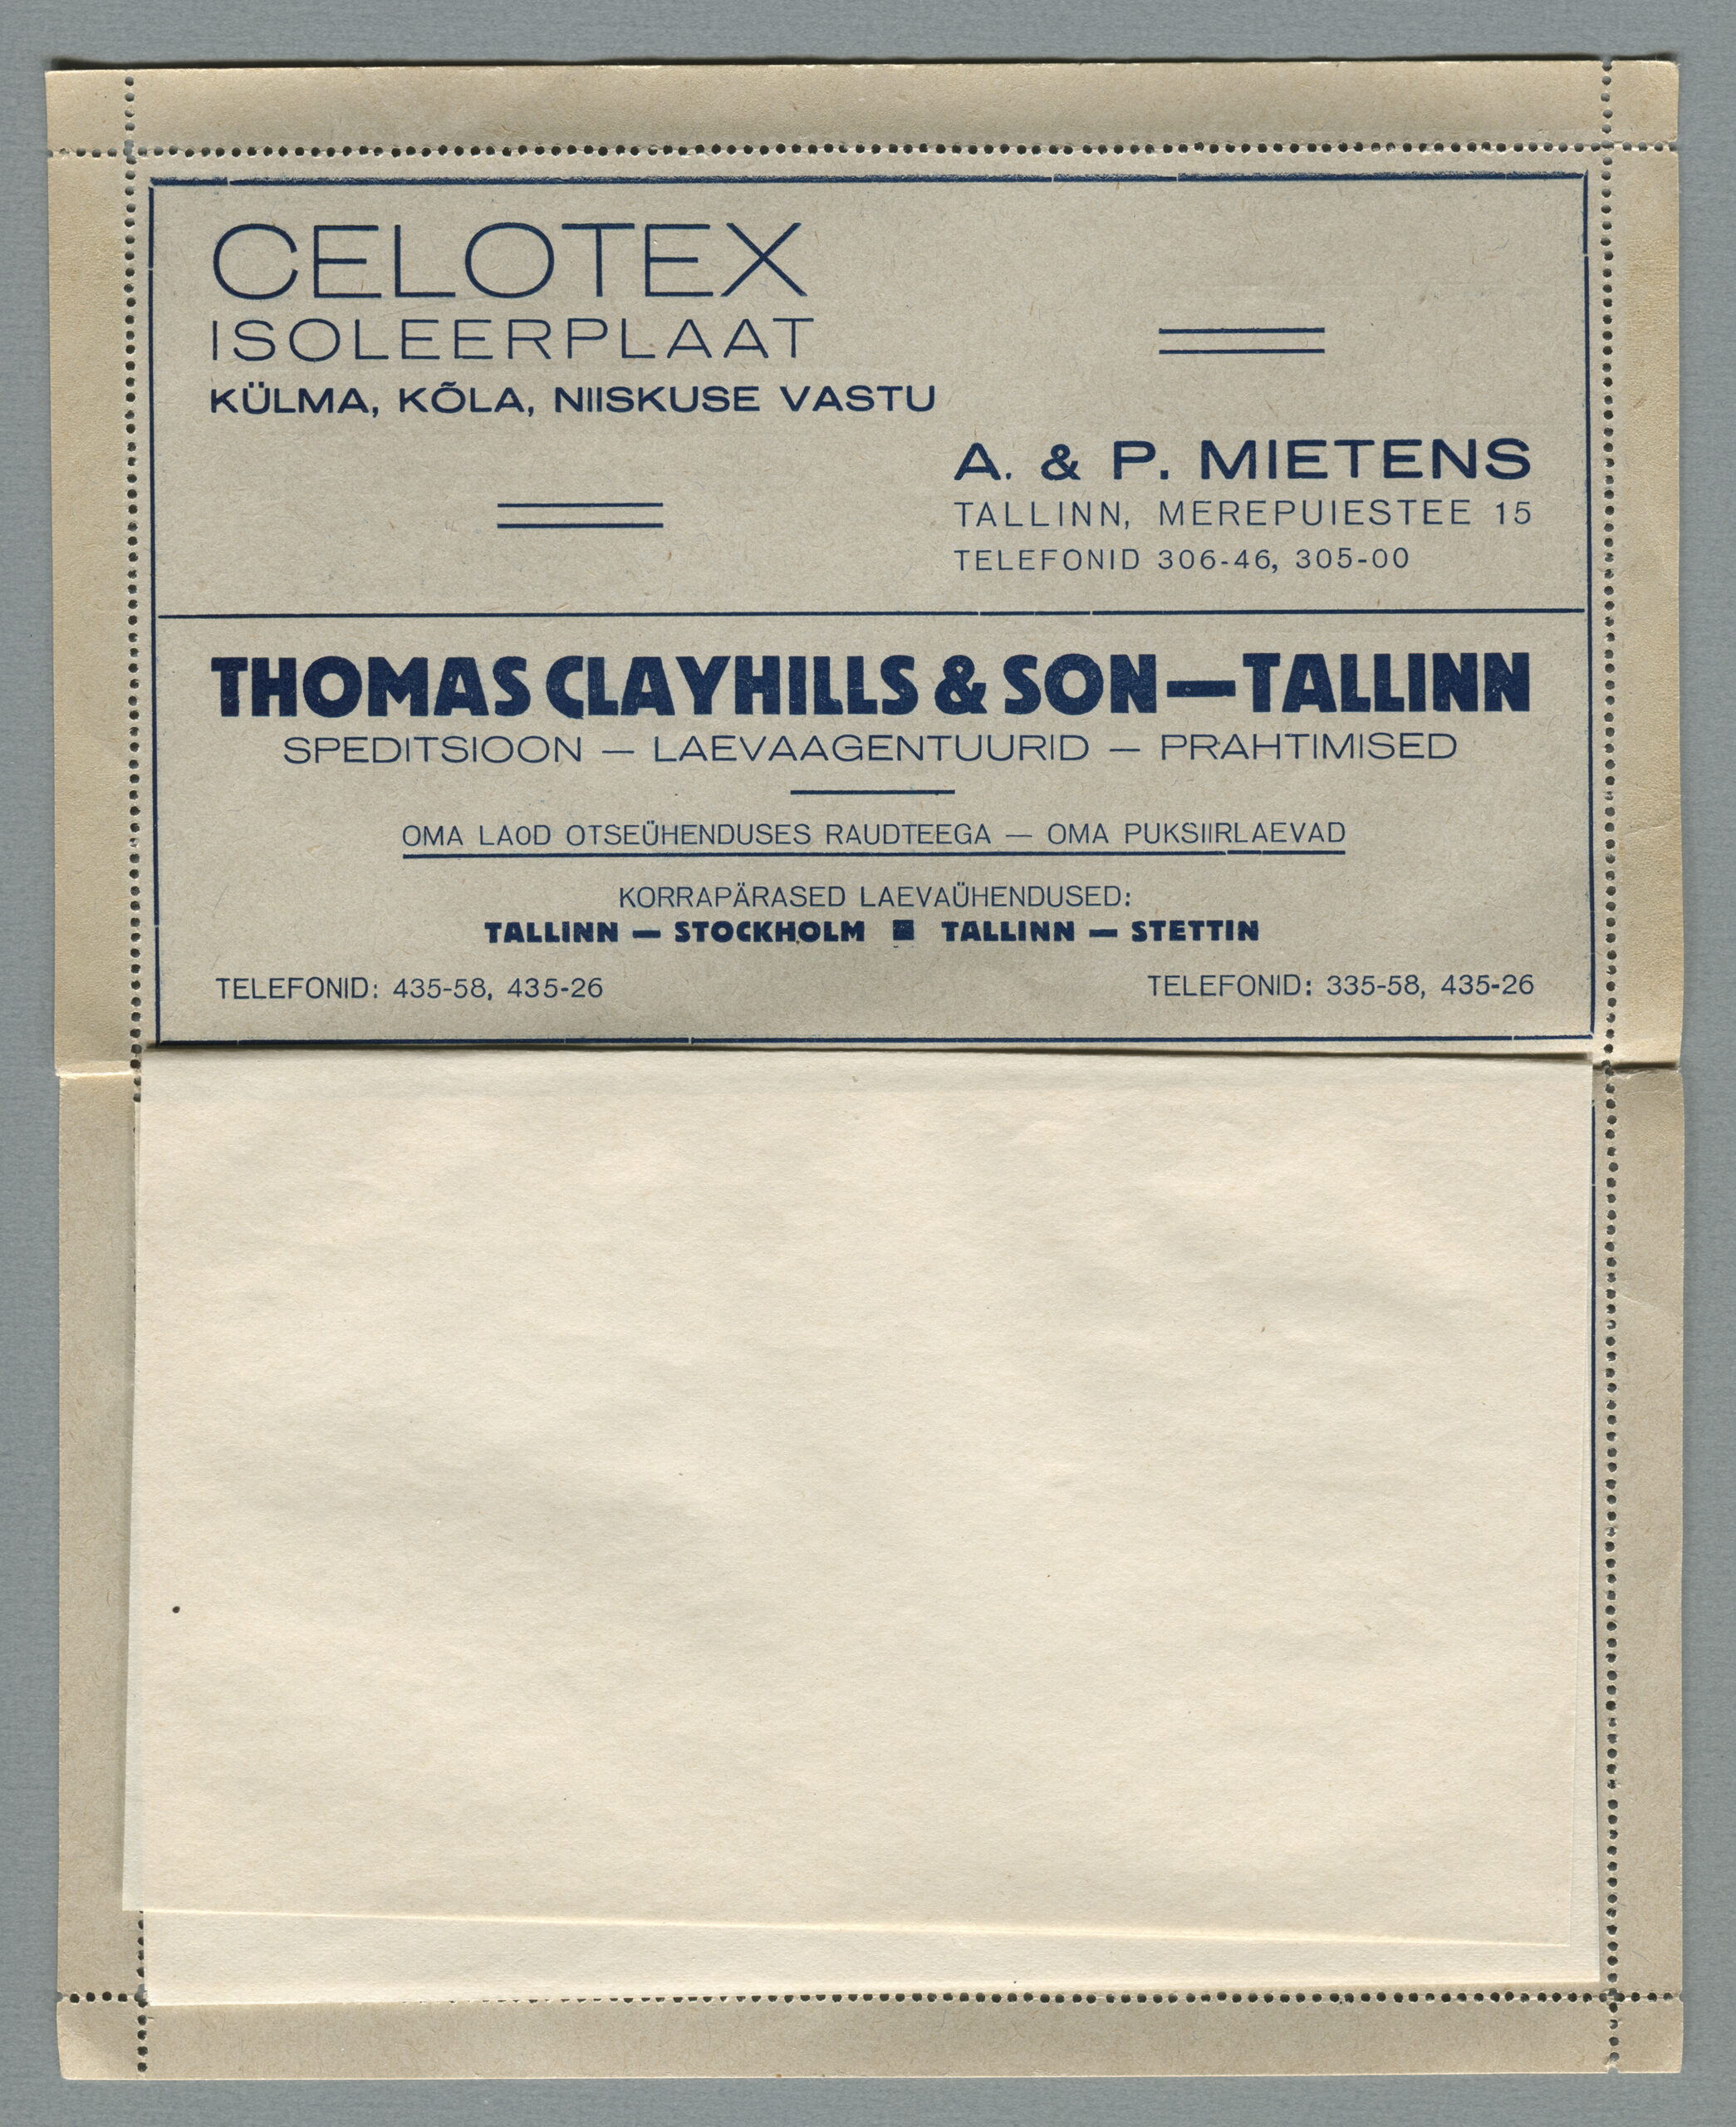 CELOTEX
ISOLEERPLAAT
KÜLMA, KÕLA, NIISKUSE VASTU
A. & P. MIETENS
TALLINN, MEREPUIESTEE 15
TELEFONID 306-46, 305-00
THOMAS CLAYHILLS & SON—TALLINN
SPEDITSIOON — LAEVAAGENTUURID — PRAHTIMISED
OMA LAOD OTSEÜHENDUSES RAUDTEEGA — OMA PUKSIIRLAEVAD
KORRAPÄRASED LAEVAÜHENDUSED:
TALLINN — STOCKHOLM ■ TALLINN — STETTIN
TELEFONID: 435-58, 435-26 TELEFONID: 335-58, 435-26